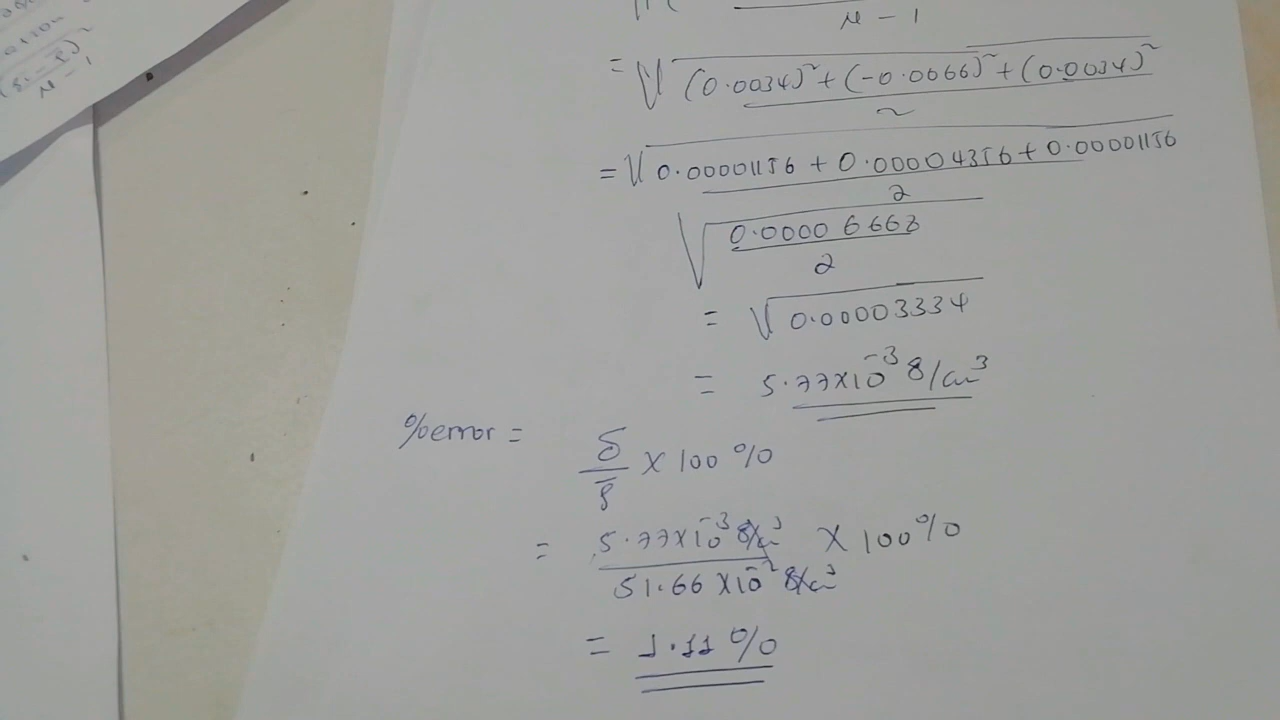 N - 1
= √(0.0034)² + (-0.0066)² + (0.0034)²
2
= √0.00001156 + 0.00004356 + 0.00001156
2
√0.00006668
2
= √0.00003334
= 5.77×10⁻³ g/cm³
%error = δ/ρ̄ × 100 %
= 5.77×10⁻³ g/cm³ / 51.66 ×10⁻² g/cm³ × 100%
= 1.11 %